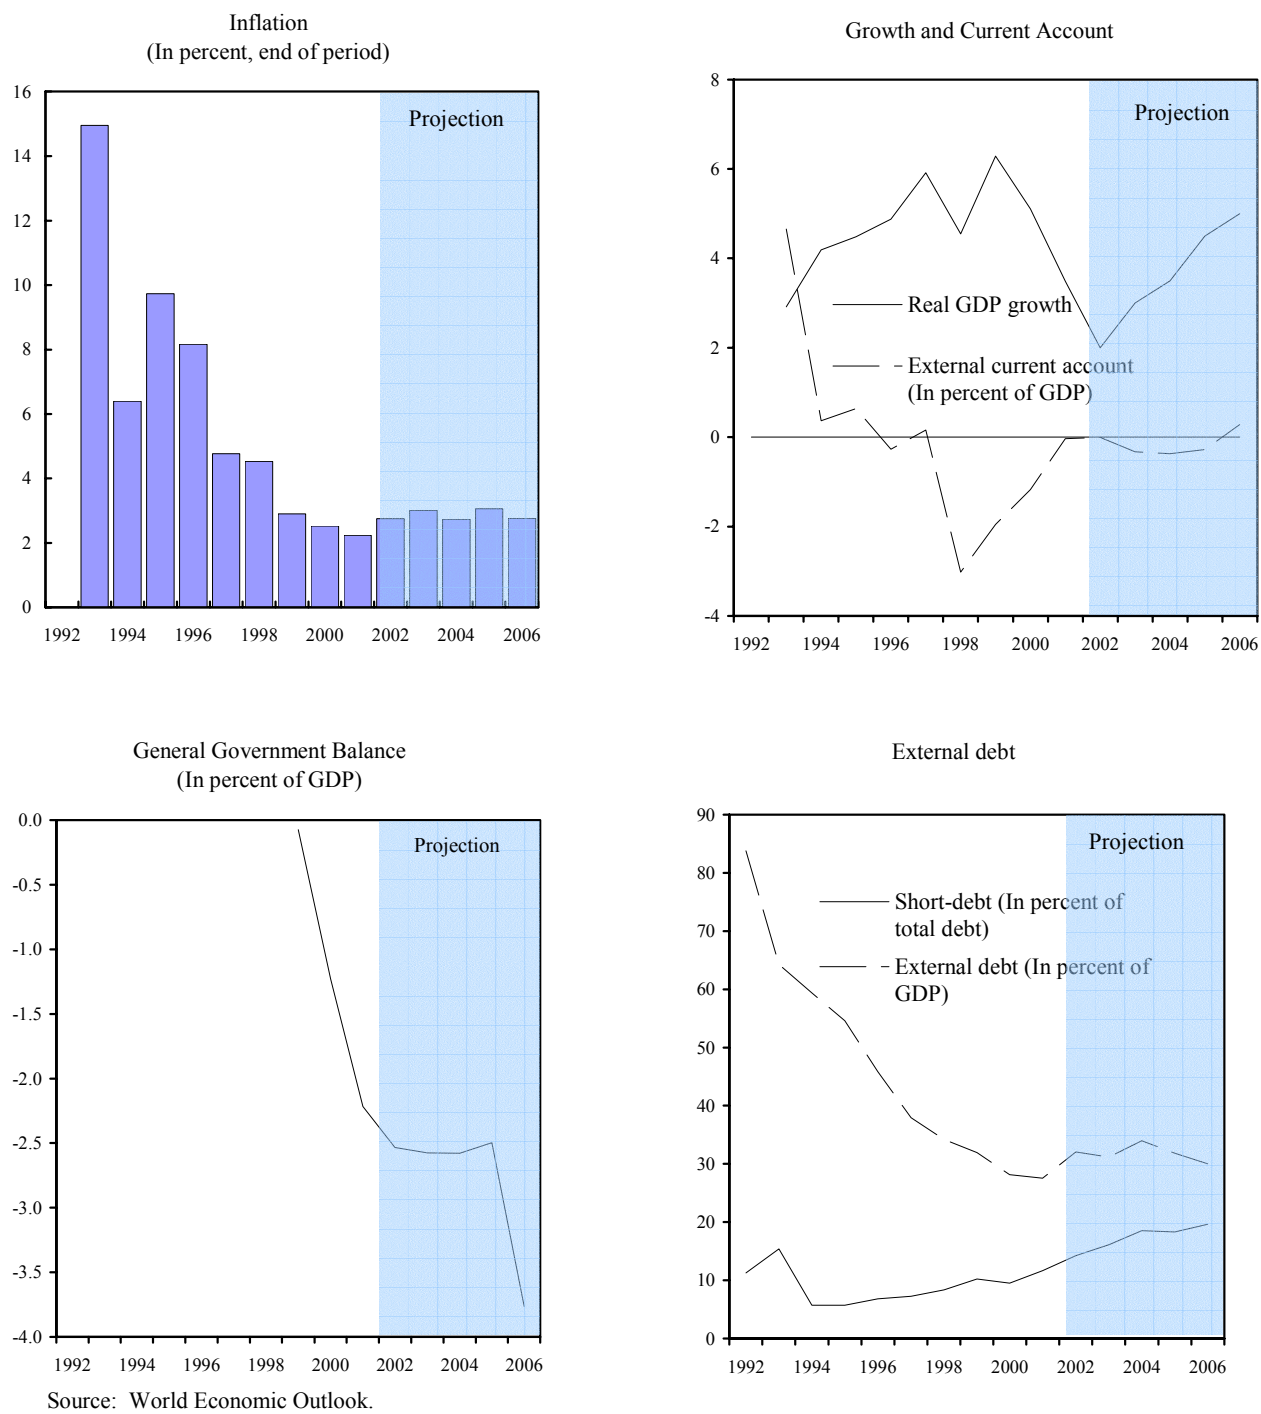 Inflation
(In percent, end of period)
16
14
12
10
8
6
4
2
0
Projection
1992 1994 1996 1998 2000 2002 2004 2006
Growth and Current Account
8
6
4
2
0
-2
-4
Projection
Real GDP growth
External current account
(In percent of GDP)
1992 1994 1996 1998 2000 2002 2004 2006
General Government Balance
(In percent of GDP)
0.0
-0.5
-1.0
-1.5
-2.0
-2.5
-3.0
-3.5
-4.0
Projection
1992 1994 1996 1998 2000 2002 2004 2006
External debt
90
80
70
60
50
40
30
20
10
0
Projection
Short-debt (In percent of
total debt)
External debt (In percent of
GDP)
1992 1994 1996 1998 2000 2002 2004 2006
Source: World Economic Outlook.